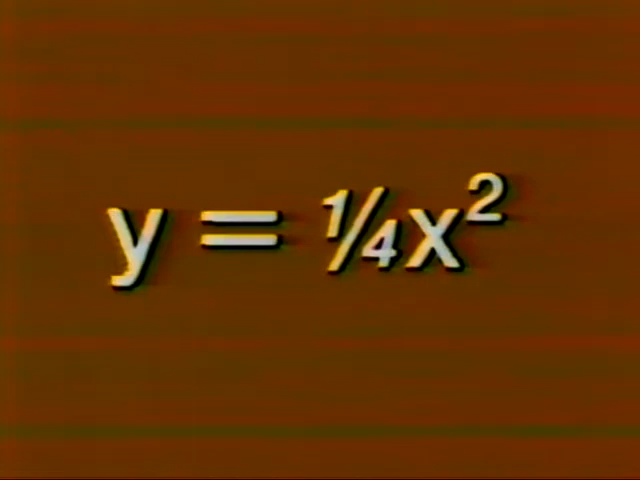 y = ¼x²